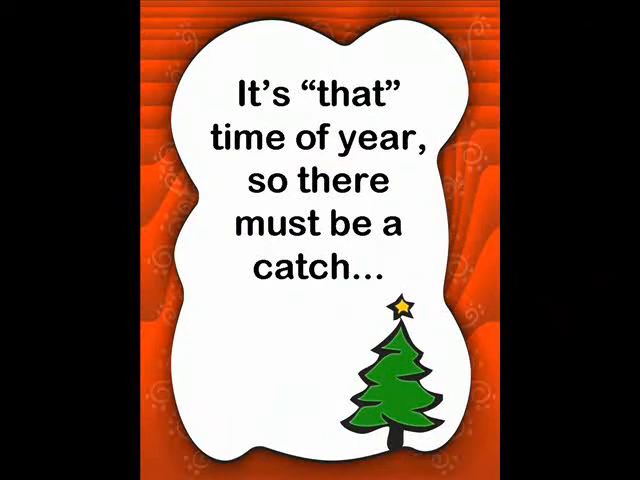 It’s “that”
time of year,
so there
must be a
catch...